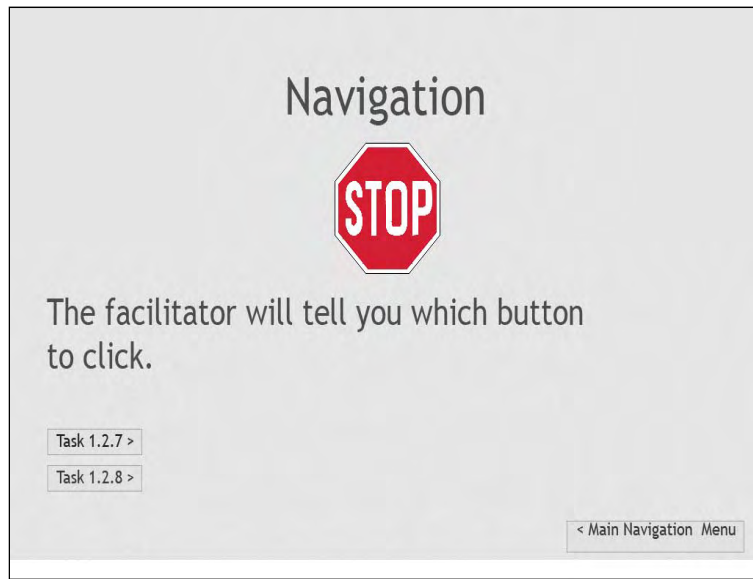 Navigation
STOP
The facilitator will tell you which button
to click.
Task 1.2.7 >
Task 1.2.8 >
< Main Navigation Menu